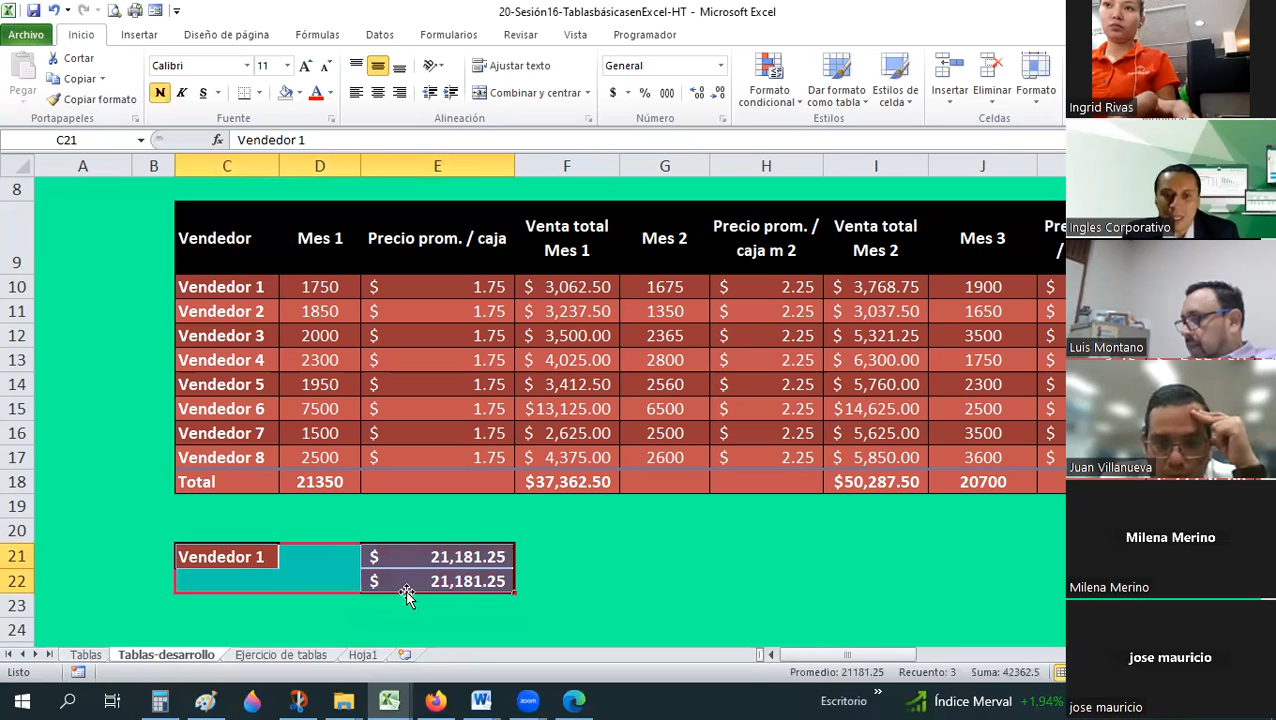 20-Sesión16-TablasbásicasenExcel-HT - Microsoft Excel
Archivo Inicio Insertar Diseño de página Fórmulas Datos Formularios Revisar Vista Programador
Cortar
Copiar
Copiar formato
Pegar
Portapapeles
Calibri 11
N K S
Fuente
Ajustar texto
Combinar y centrar
Alineación
General
$ % 000
Número
Formato condicional
Dar formato como tabla
Estilos de celda
Estilos
Insertar Eliminar Formato
Celdas
C21 fx Vendedor 1
A B C D E F G H I J
8
9 Vendedor Mes 1 Precio prom. / caja Venta total Mes 1 Mes 2 Precio prom. / caja m 2 Venta total Mes 2 Mes 3
10 Vendedor 1 1750 $ 1.75 $ 3,062.50 1675 $ 2.25 $ 3,768.75 1900 $
11 Vendedor 2 1850 $ 1.75 $ 3,237.50 1350 $ 2.25 $ 3,037.50 1650 $
12 Vendedor 3 2000 $ 1.75 $ 3,500.00 2365 $ 2.25 $ 5,321.25 3500 $
13 Vendedor 4 2300 $ 1.75 $ 4,025.00 2800 $ 2.25 $ 6,300.00 1750 $
14 Vendedor 5 1950 $ 1.75 $ 3,412.50 2560 $ 2.25 $ 5,760.00 2300 $
15 Vendedor 6 7500 $ 1.75 $13,125.00 6500 $ 2.25 $14,625.00 2500 $
16 Vendedor 7 1500 $ 1.75 $ 2,625.00 2500 $ 2.25 $ 5,625.00 3500 $
17 Vendedor 8 2500 $ 1.75 $ 4,375.00 2600 $ 2.25 $ 5,850.00 3600 $
18 Total 21350 $37,362.50 $50,287.50 20700
19
20
21 Vendedor 1 $ 21,181.25
22 $ 21,181.25
23
24
Tablas Tablas-desarrollo Ejercicio de tablas Hoja1
Listo Promedio: 21181.25 Recuento: 3 Suma: 42362.5
Escritorio » Índice Merval +1,94%
Ingrid Rivas
Ingles Corporativo
Luis Montano
Juan Villanueva
Milena Merino
Milena Merino
jose mauricio
jose mauricio